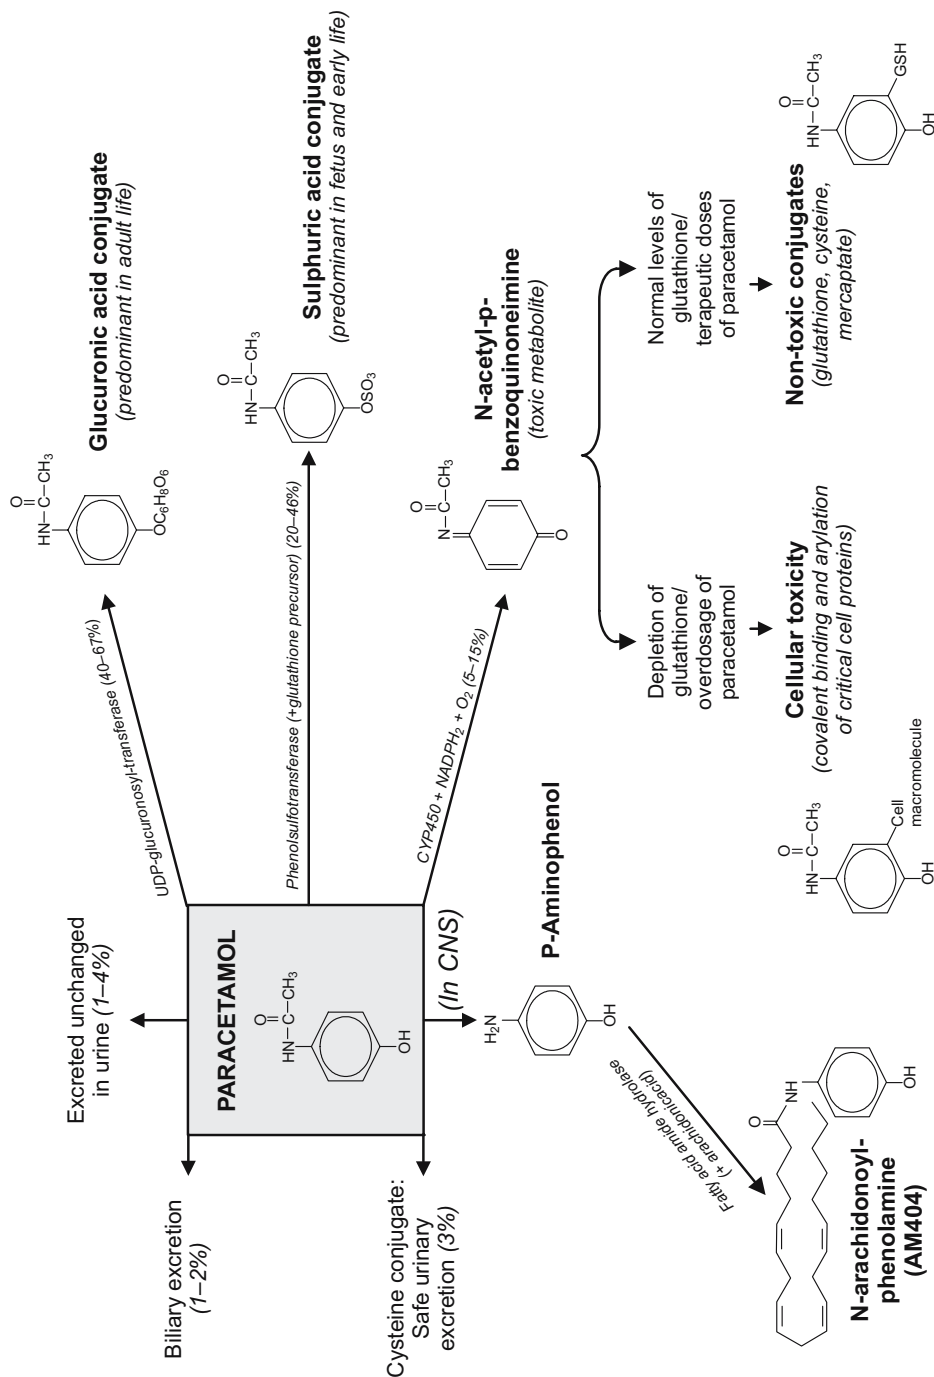 Excreted unchanged
in urine (1–4%)
Biliary excretion
(1–2%)
Cysteine conjugate:
Safe urinary
excretion (3%)
PARACETAMOL
HN–C–CH3
O
OH
UDP-glucuronosyl-transferase (40–67%)
O
HN–C–CH3
OC6H8O6
Glucuronic acid conjugate
(predominant in adult life)
Phenolsulfotransferase (+glutathione precursor) (20–46%)
O
HN–C–CH3
OSO3
Sulphuric acid conjugate
(predominant in fetus and early life)
CYP450 + NADPH2 + O2 (5–15%)
O
N–C–CH3
O
N-acetyl-p-
benzoquinoneimine
(toxic metabolite)
(In CNS)
H2N
OH
P-Aminophenol
Fatty acid amide hydrolase
(+ arachidonicacid)
O
NH
OH
N-arachidonoyl-
phenolamine
(AM404)
Depletion of
glutathione/
overdosage of
paracetamol
Cellular toxicity
(covalent binding and arylation
of critical cell proteins)
O
HN–C–CH3
Cell
macromolecule
OH
Normal levels of
glutathione/
terapeutic doses
of paracetamol
Non-toxic conjugates
(glutathione, cysteine,
mercaptate)
O
HN–C–CH3
GSH
OH